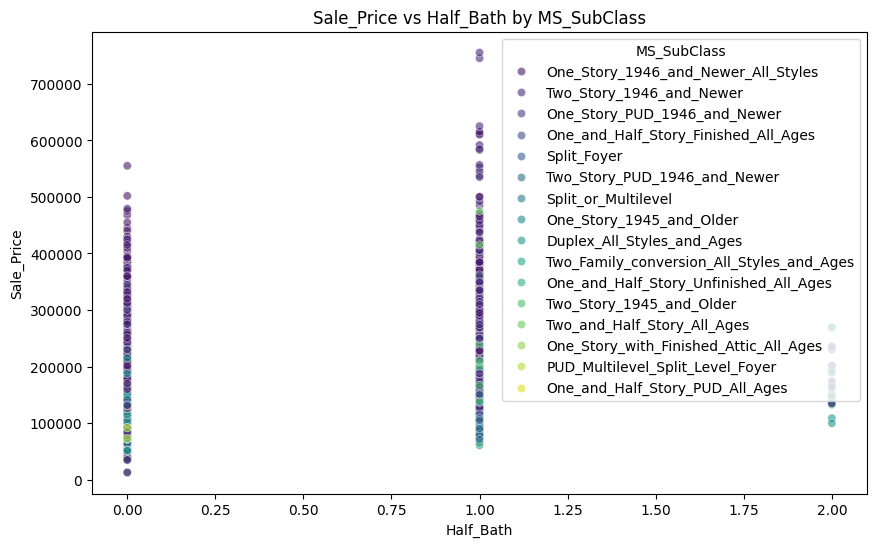 Sale_Price vs Half_Bath by MS_SubClass
MS_SubClass
One_Story_1946_and_Newer_All_Styles
Two_Story_1946_and_Newer
One_Story_PUD_1946_and_Newer
One_and_Half_Story_Finished_All_Ages
Split_Foyer
Two_Story_PUD_1946_and_Newer
Split_or_Multilevel
One_Story_1945_and_Older
Duplex_All_Styles_and_Ages
Two_Family_conversion_All_Styles_and_Ages
One_and_Half_Story_Unfinished_All_Ages
Two_Story_1945_and_Older
Two_and_Half_Story_All_Ages
One_Story_with_Finished_Attic_All_Ages
PUD_Multilevel_Split_Level_Foyer
One_and_Half_Story_PUD_All_Ages
Sale_Price
700000
600000
500000
400000
300000
200000
100000
0
0.00 0.25 0.50 0.75 1.00 1.25 1.50 1.75 2.00
Half_Bath